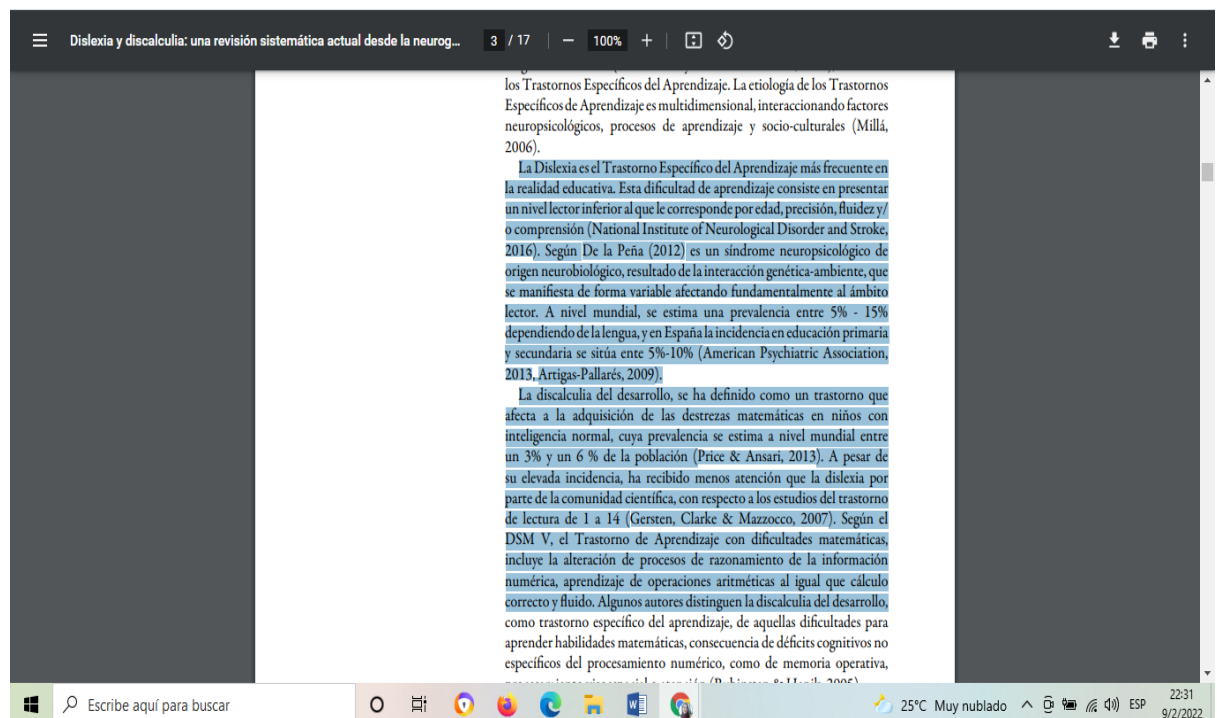 Dislexia y discalculia: una revisión sistemática actual desde la neurog...
3 / 17
100%
los Trastornos Específicos del Aprendizaje. La etiología de los Trastornos
Específicos de Aprendizaje es multidimensional, interaccionando factores
neuropsicológicos, procesos de aprendizaje y socio-culturales (Millá,
2006).
La Dislexia es el Trastorno Específico del Aprendizaje más frecuente en
la realidad educativa. Esta dificultad de aprendizaje consiste en presentar
un nivel lector inferior al que le corresponde por edad, precisión, fluidez y/
o comprensión (National Institute of Neurological Disorder and Stroke,
2016). Según De la Peña (2012) es un síndrome neuropsicológico de
origen neurobiológico, resultado de la interacción genética-ambiente, que
se manifiesta de forma variable afectando fundamentalmente al ámbito
lector. A nivel mundial, se estima una prevalencia entre 5% - 15%
dependiendo de la lengua, y en España la incidencia en educación primaria
y secundaria se sitúa ente 5%-10% (American Psychiatric Association,
2013, Artigas-Pallarés, 2009).
La discalculia del desarrollo, se ha definido como un trastorno que
afecta a la adquisición de las destrezas matemáticas en niños con
inteligencia normal, cuya prevalencia se estima a nivel mundial entre
un 3% y un 6 % de la población (Price & Ansari, 2013). A pesar de
su elevada incidencia, ha recibido menos atención que la dislexia por
parte de la comunidad científica, con respecto a los estudios del trastorno
de lectura de 1 a 14 (Gersten, Clarke & Mazzocco, 2007). Según el
DSM V, el Trastorno de Aprendizaje con dificultades matemáticas,
incluye la alteración de procesos de razonamiento de la información
numérica, aprendizaje de operaciones aritméticas al igual que cálculo
correcto y fluido. Algunos autores distinguen la discalculia del desarrollo,
como trastorno específico del aprendizaje, de aquellas dificultades para
aprender habilidades matemáticas, consecuencia de déficits cognitivos no
específicos del procesamiento numérico, como de memoria operativa,
Escribe aquí para buscar
25°C Muy nublado
ESP
22:31
9/2/2022